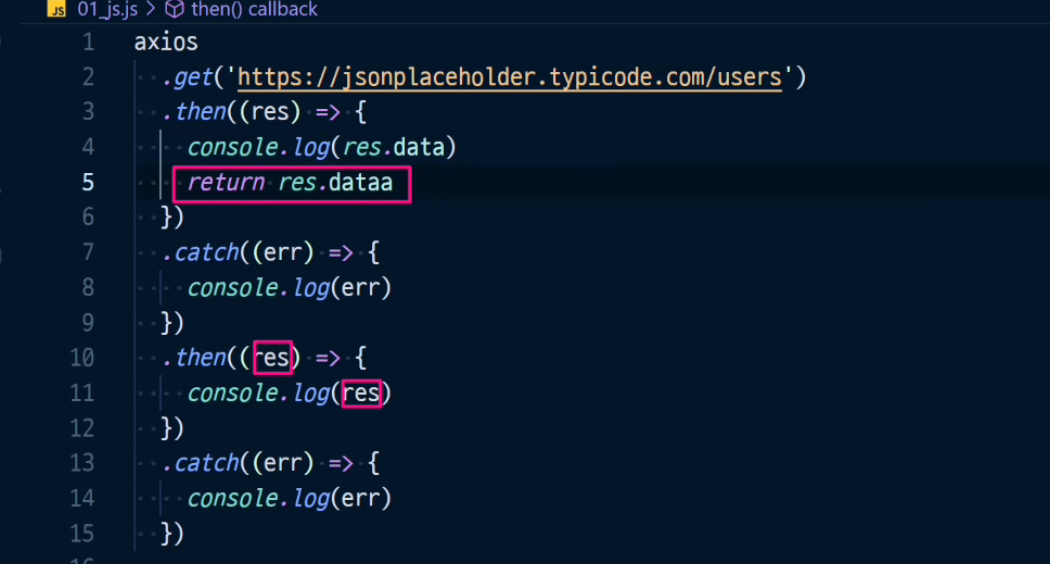 JS 01_js.js > then() callback
1 axios
2 .get('https://jsonplaceholder.typicode.com/users')
3 .then((res) => {
4 console.log(res.data)
5 return res.dataa
6 })
7 .catch((err) => {
8 console.log(err)
9 })
10 .then((res) => {
11 console.log(res)
12 })
13 .catch((err) => {
14 console.log(err)
15 })